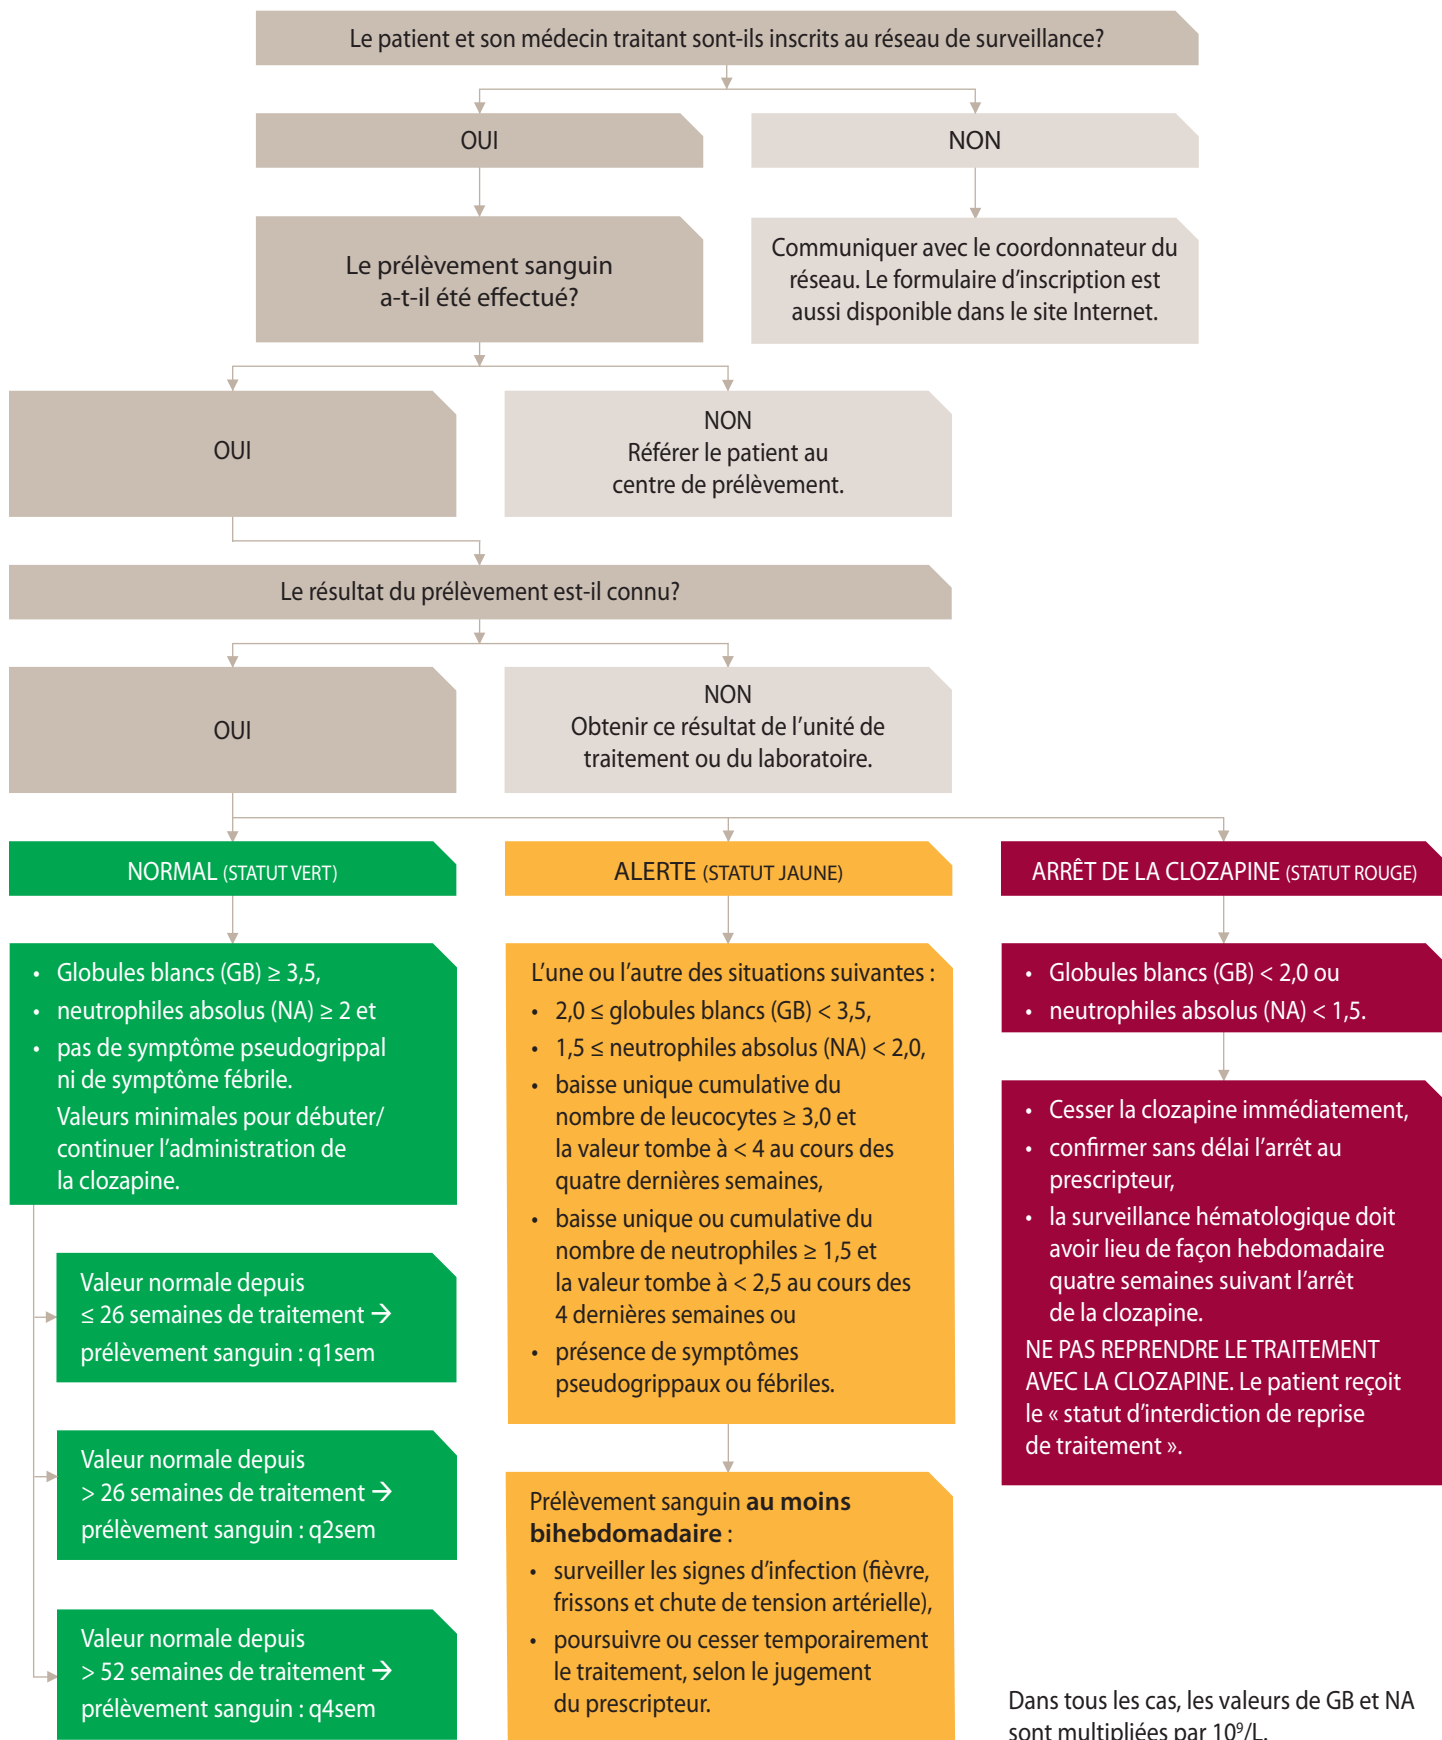 Le patient et son médecin traitant sont-ils inscrits au réseau de surveillance?
OUI
NON
Le prélèvement sanguin
a-t-il été effectué?
Communiquer avec le coordonnateur du
réseau. Le formulaire d’inscription est
aussi disponible dans le site Internet.
OUI
NON
Référer le patient au
centre de prélèvement.
Le résultat du prélèvement est-il connu?
OUI
NON
Obtenir ce résultat de l’unité de
traitement ou du laboratoire.
NORMAL (STATUT VERT)
• Globules blancs (GB) ≥ 3,5,
• neutrophiles absolus (NA) ≥ 2 et
• pas de symptôme pseudogrippal
ni de symptôme fébrile.
Valeurs minimales pour débuter/
continuer l’administration de
la clozapine.
Valeur normale depuis
≤ 26 semaines de traitement →
prélèvement sanguin : q1sem
Valeur normale depuis
> 26 semaines de traitement →
prélèvement sanguin : q2sem
Valeur normale depuis
> 52 semaines de traitement →
prélèvement sanguin : q4sem
ALERTE (STATUT JAUNE)
L’une ou l’autre des situations suivantes :
• 2,0 ≤ globules blancs (GB) < 3,5,
• 1,5 ≤ neutrophiles absolus (NA) < 2,0,
• baisse unique cumulative du
nombre de leucocytes ≥ 3,0 et
la valeur tombe à < 4 au cours des
quatre dernières semaines,
• baisse unique ou cumulative du
nombre de neutrophiles ≥ 1,5 et
la valeur tombe à < 2,5 au cours des
4 dernières semaines ou
• présence de symptômes
pseudogrippaux ou fébriles.
Prélèvement sanguin au moins
bihebdomadaire :
• surveiller les signes d’infection (fièvre,
frissons et chute de tension artérielle),
• poursuivre ou cesser temporairement
le traitement, selon le jugement
du prescripteur.
ARRÊT DE LA CLOZAPINE (STATUT ROUGE)
• Globules blancs (GB) < 2,0 ou
• neutrophiles absolus (NA) < 1,5.
• Cesser la clozapine immédiatement,
• confirmer sans délai l’arrêt au
prescripteur,
• la surveillance hématologique doit
avoir lieu de façon hebdomadaire
quatre semaines suivant l’arrêt
de la clozapine.
NE PAS REPRENDRE LE TRAITEMENT
AVEC LA CLOZAPINE. Le patient reçoit
le « statut d’interdiction de reprise
de traitement ».
Dans tous les cas, les valeurs de GB et NA
sont multipliées par 10⁹/L.